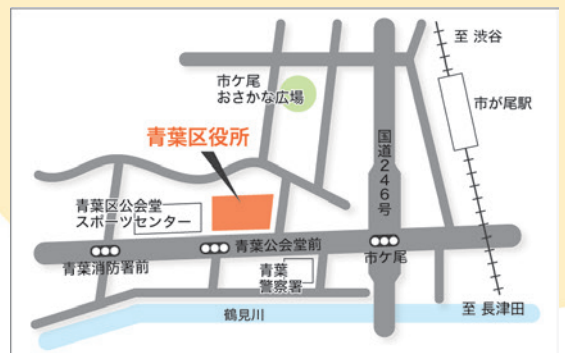 至 渋谷
市ケ尾
おさかな広場
市が尾駅
青葉区役所
国道246号
青葉区公会堂
スポーツセンター
青葉公会堂前
市ケ尾
青葉消防署前
青葉
警察署
至 長津田
鶴見川